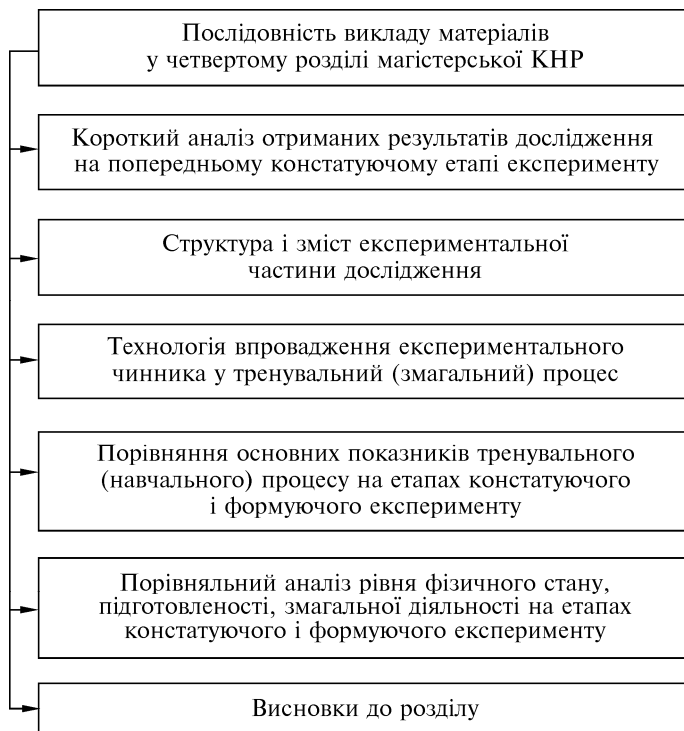 Послідовність викладу матеріалів
у четвертому розділі магістерської КНР
Короткий аналіз отриманих результатів дослідження
на попередньому констатуючому етапі експерименту
Структура і зміст експериментальної
частини дослідження
Технологія впровадження експериментального
чинника у тренувальний (змагальний) процес
Порівняння основних показників тренувального
(навчального) процесу на етапах констатуючого
і формуючого експерименту
Порівняльний аналіз рівня фізичного стану,
підготовленості, змагальної діяльності на етапах
констатуючого і формуючого експерименту
Висновки до розділу